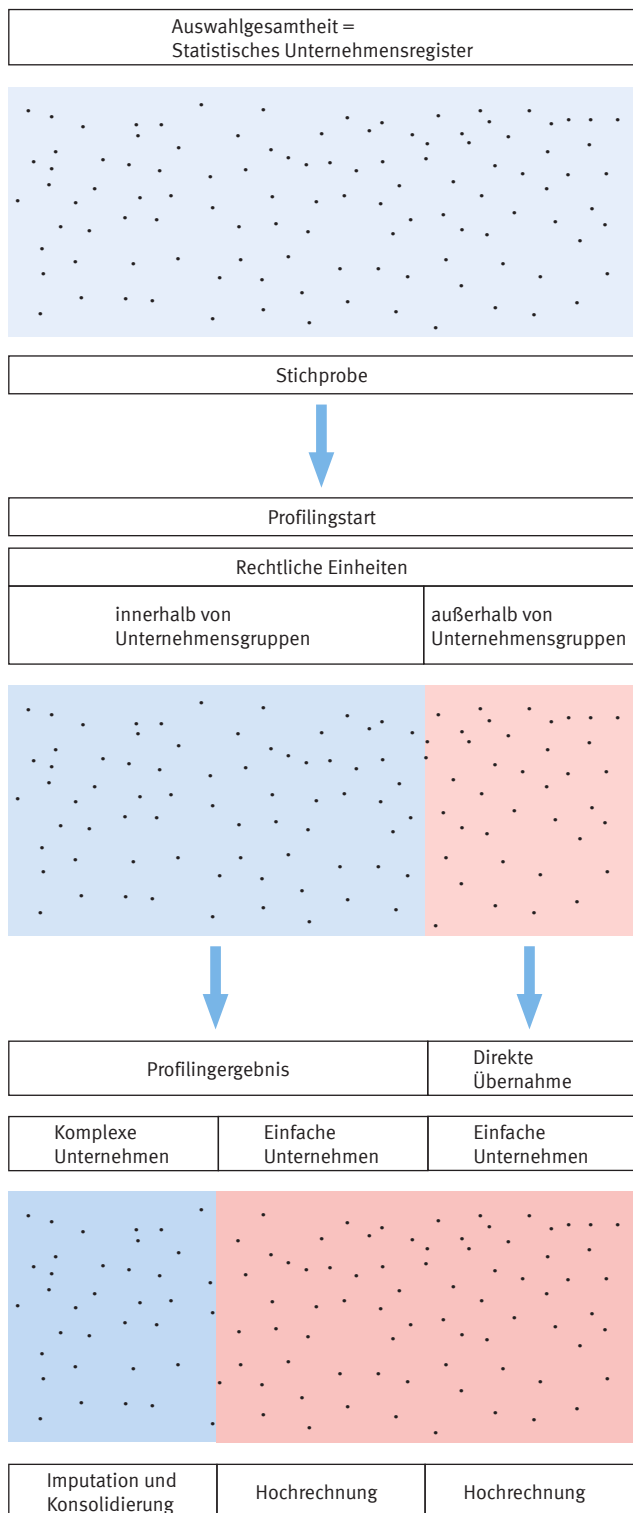 Auswahlgesamtheit =
Statistisches Unternehmensregister
Stichprobe
Profilingstart
Rechtliche Einheiten
innerhalb von
Unternehmensgruppen
außerhalb von
Unternehmensgruppen
Profilingergebnis
Direkte
Übernahme
Komplexe
Unternehmen
Einfache
Unternehmen
Einfache
Unternehmen
Imputation und
Konsolidierung
Hochrechnung
Hochrechnung